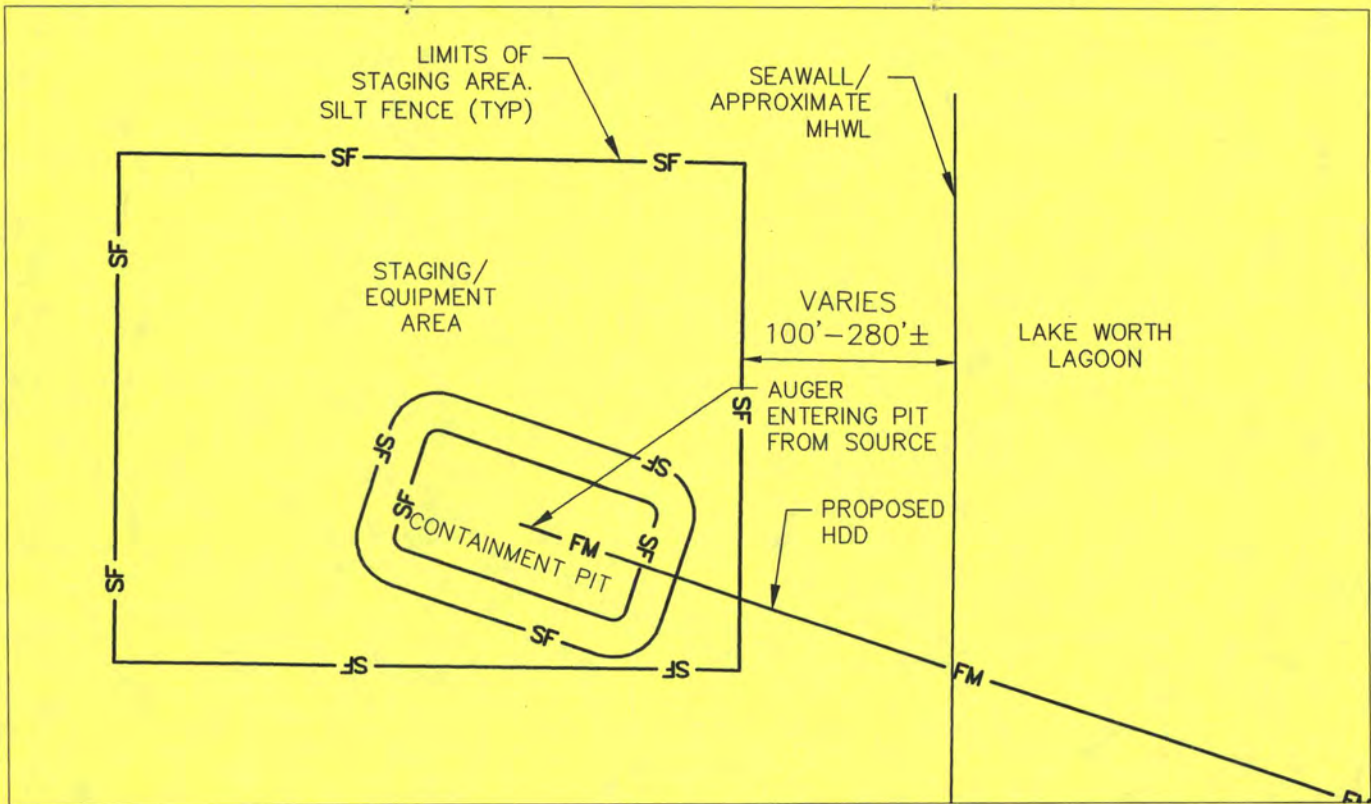 LIMITS OF
STAGING AREA.
SILT FENCE (TYP)
SEAWALL/
APPROXIMATE
MHWL
SF
SF
SF
STAGING/
EQUIPMENT
AREA
VARIES
100'-280'±
LAKE WORTH
LAGOON
AUGER
ENTERING PIT
FROM SOURCE
SF
SF
SF
SF
PROPOSED
HDD
CONTAINMENT PIT
FM
SF
SF
SF
SF
SF
FM
FM